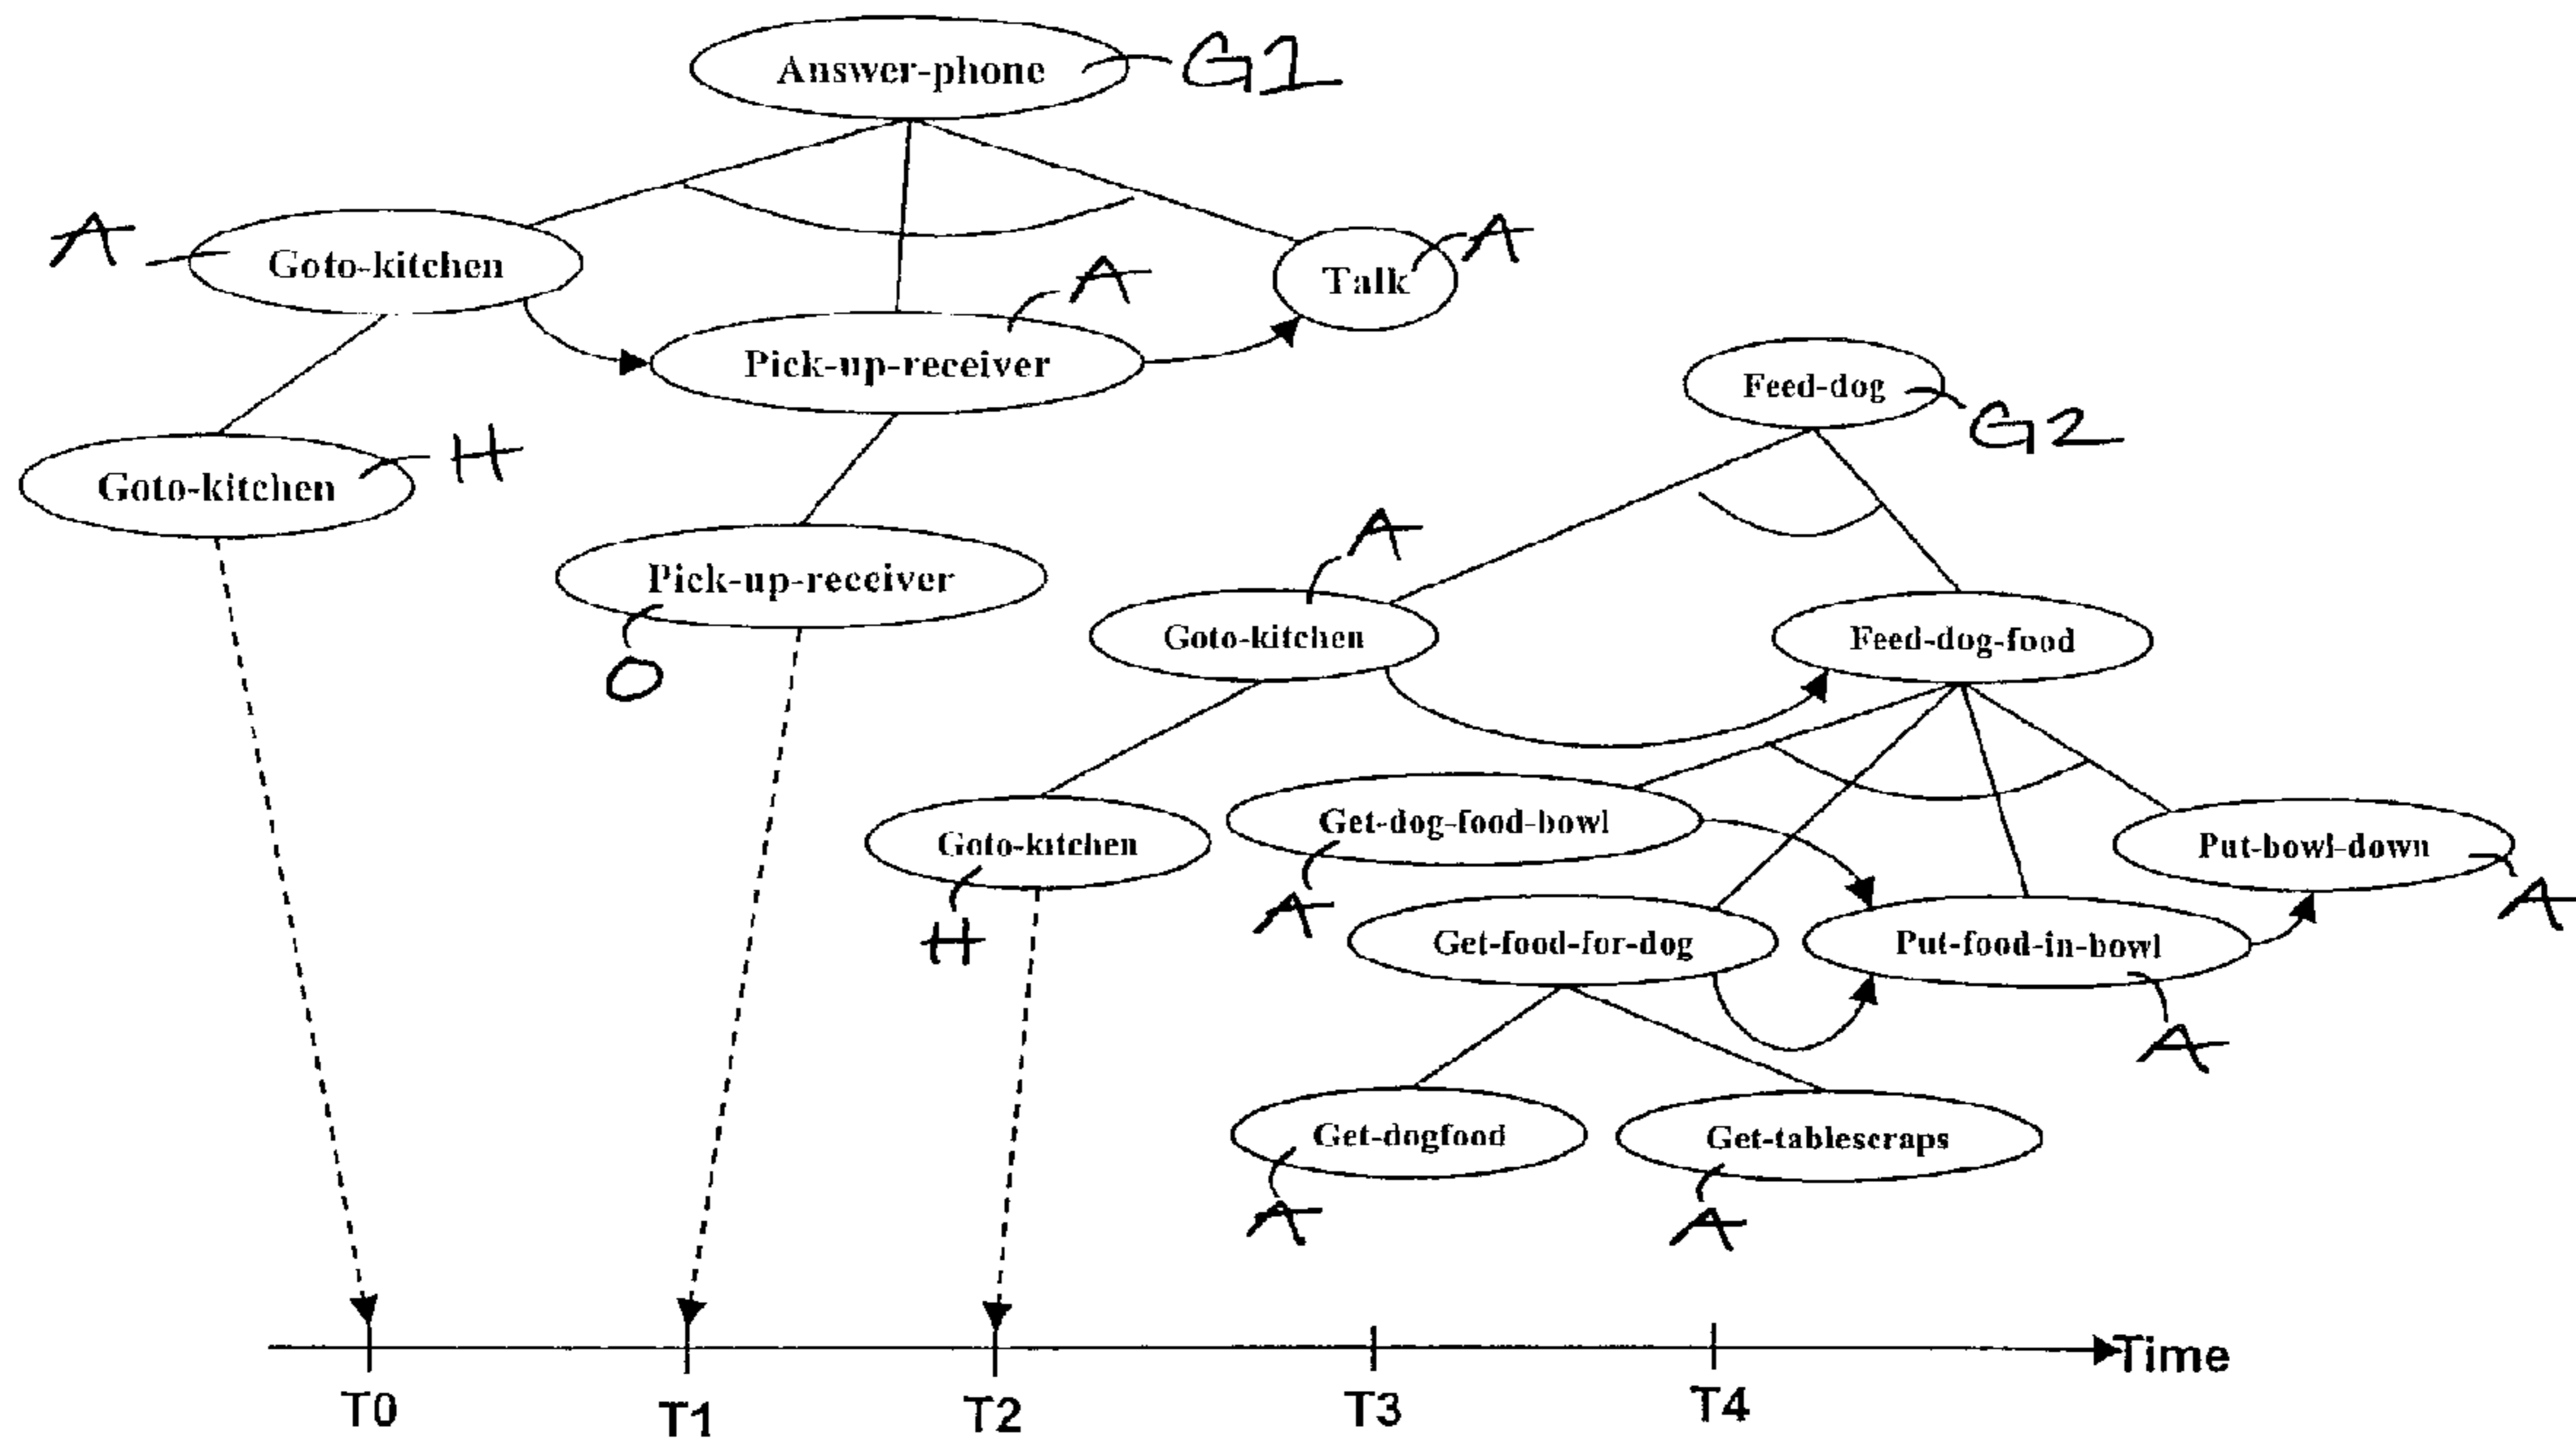 Answer-phone G1
A Goto-kitchen
Talk A
A
Pick-up-receiver
Feed-dog
G2
Goto-kitchen H
A
Pick-up-receiver
O
Goto-kitchen
Feed-dog-food
Get-dog-food-bowl
Goto-kitchen
Put-bowl-down
H
A
A
Get-food-for-dog
Put-food-in-bowl
A
Get-dogfood
Get-tablescraps
A
A
Time
T0
T1
T2
T3
T4